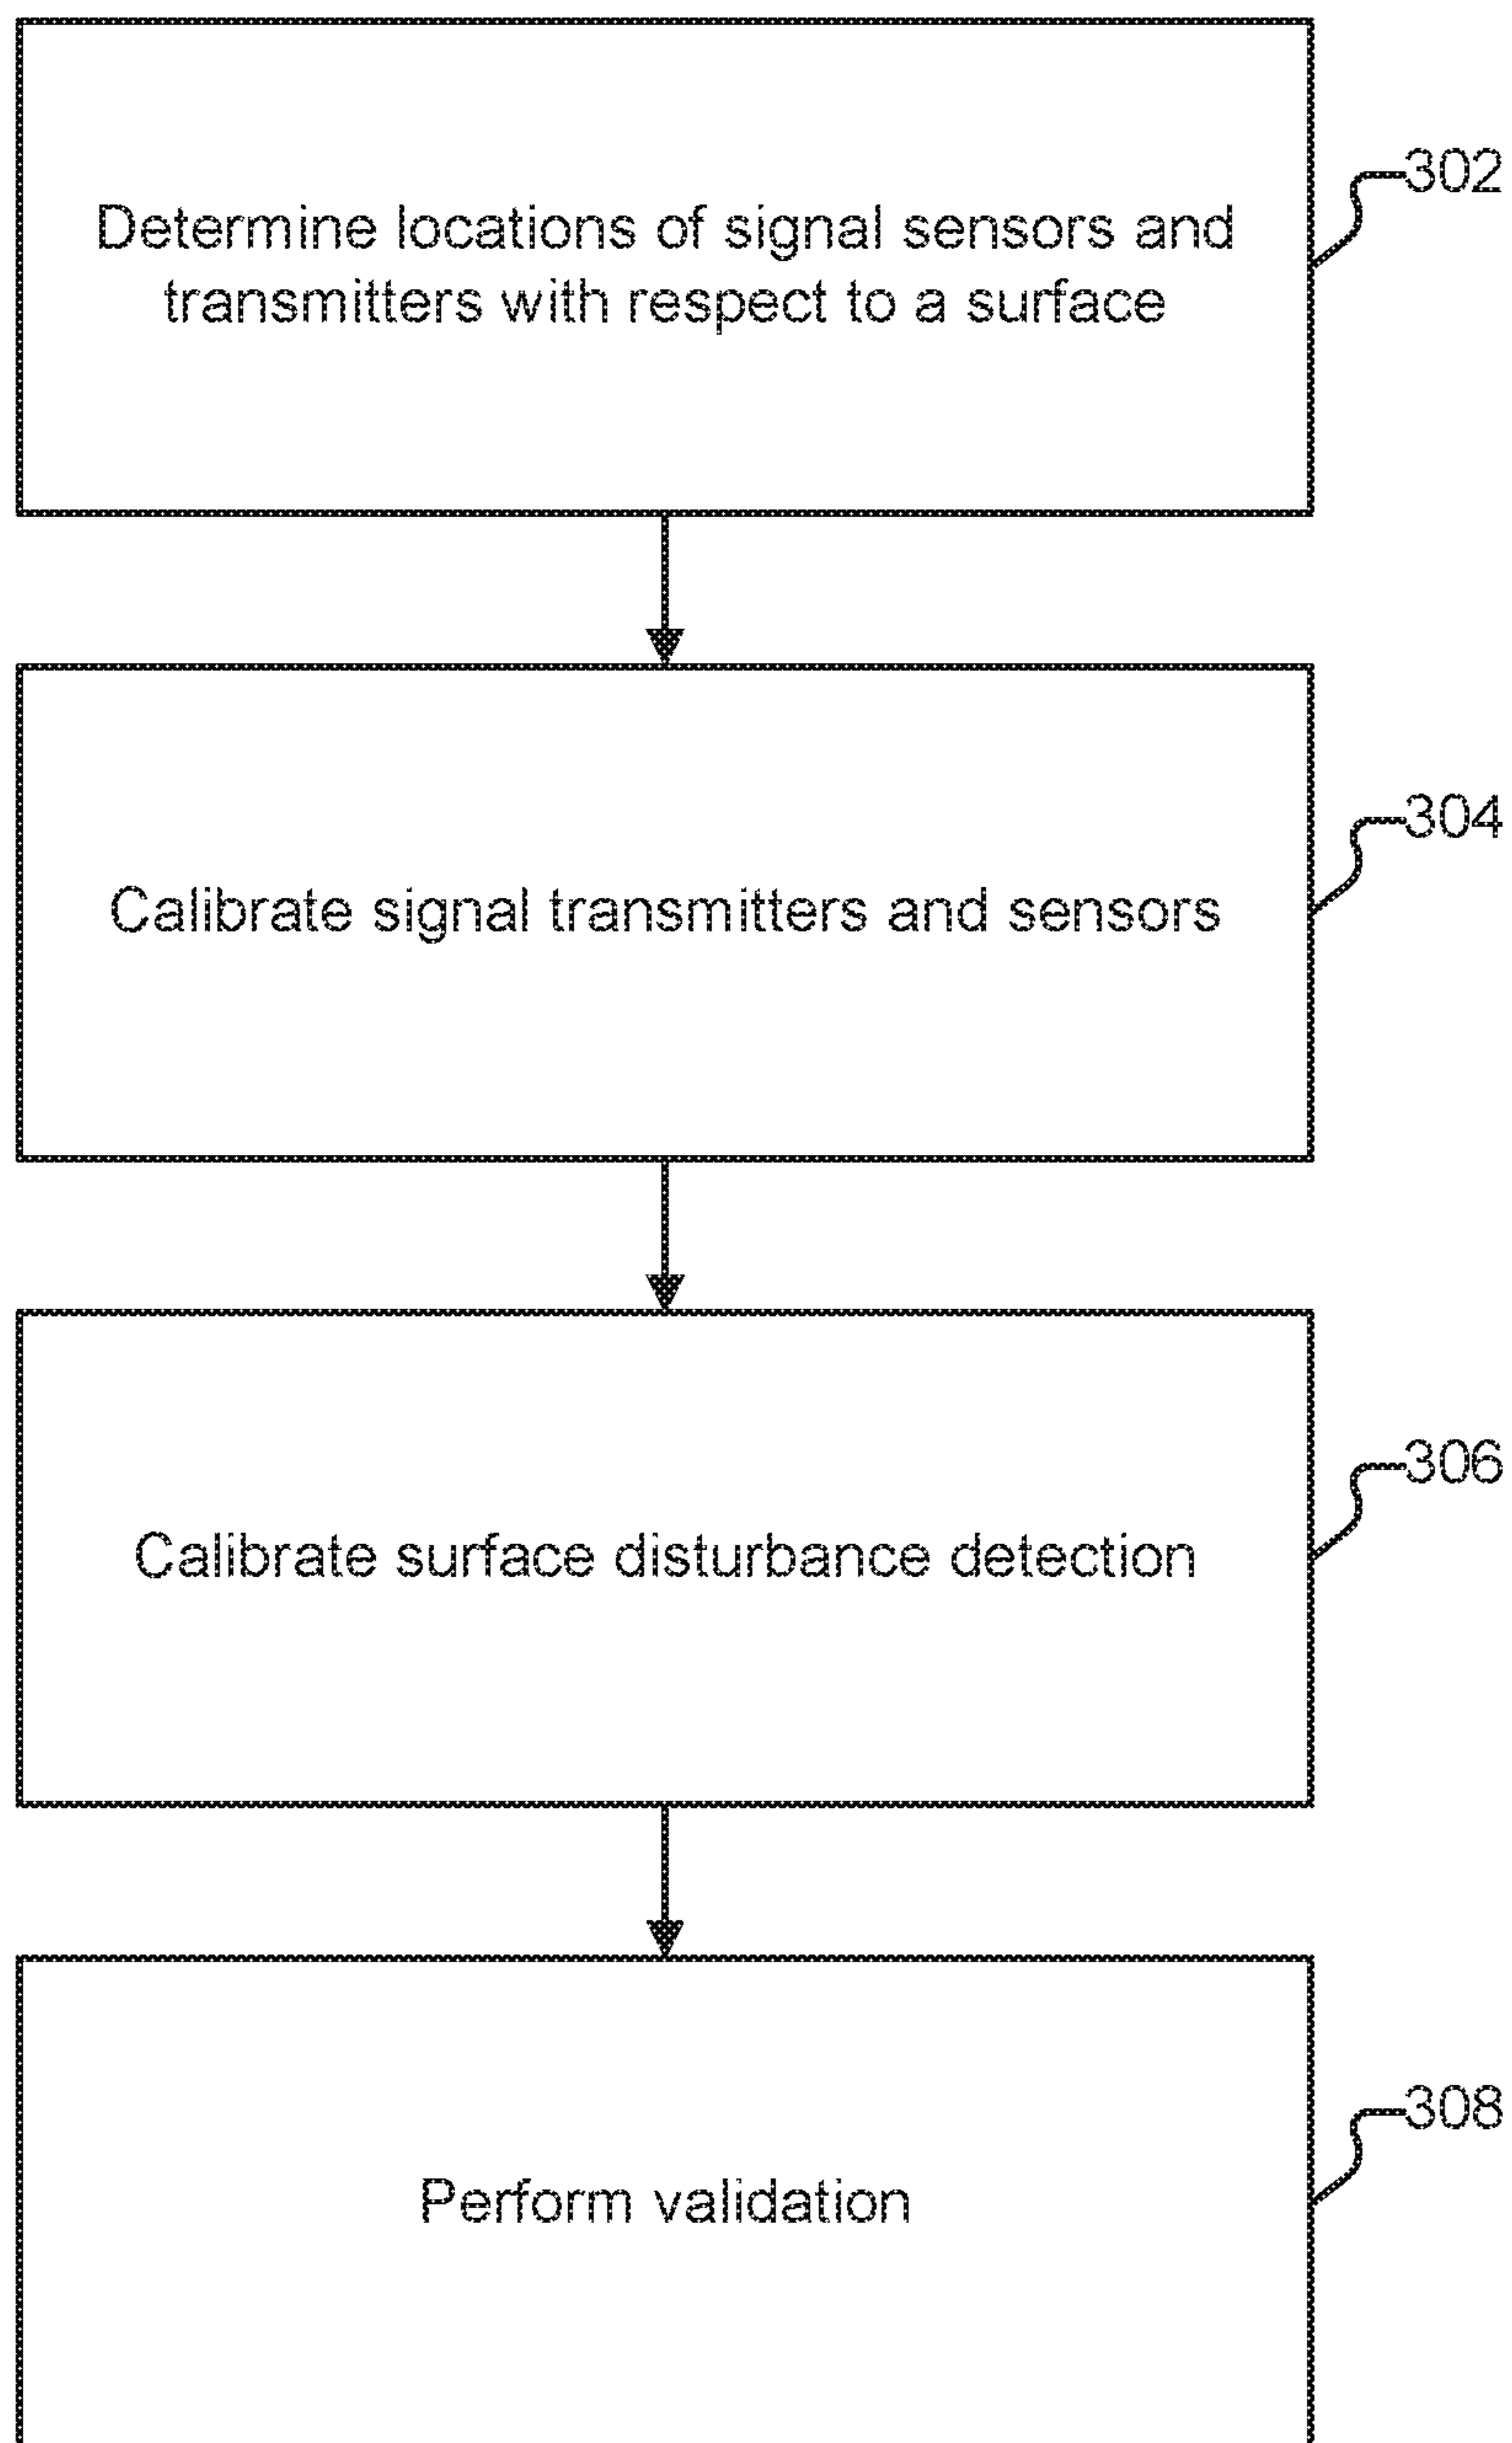 Determine locations of signal sensors and
transmitters with respect to a surface
302
Calibrate signal transmitters and sensors
304
Calibrate surface disturbance detection
306
Perform validation
308